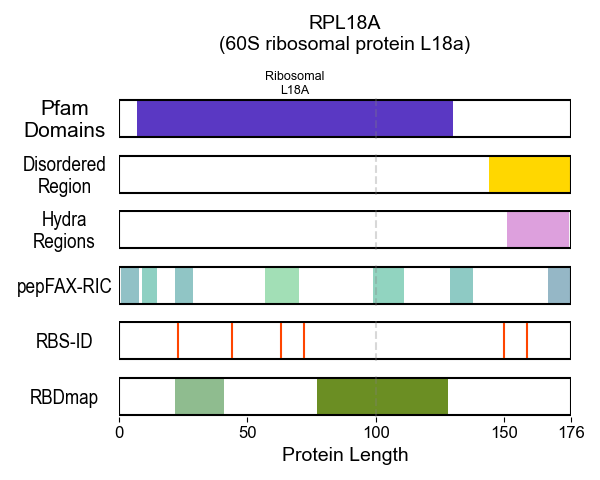 RPL18A
(60S ribosomal protein L18a)
Ribosomal
L18A
Pfam
Domains
Disordered
Region
Hydra
Regions
pepFAX-RIC
RBS-ID
RBDmap
0 50 100 150 176
Protein Length